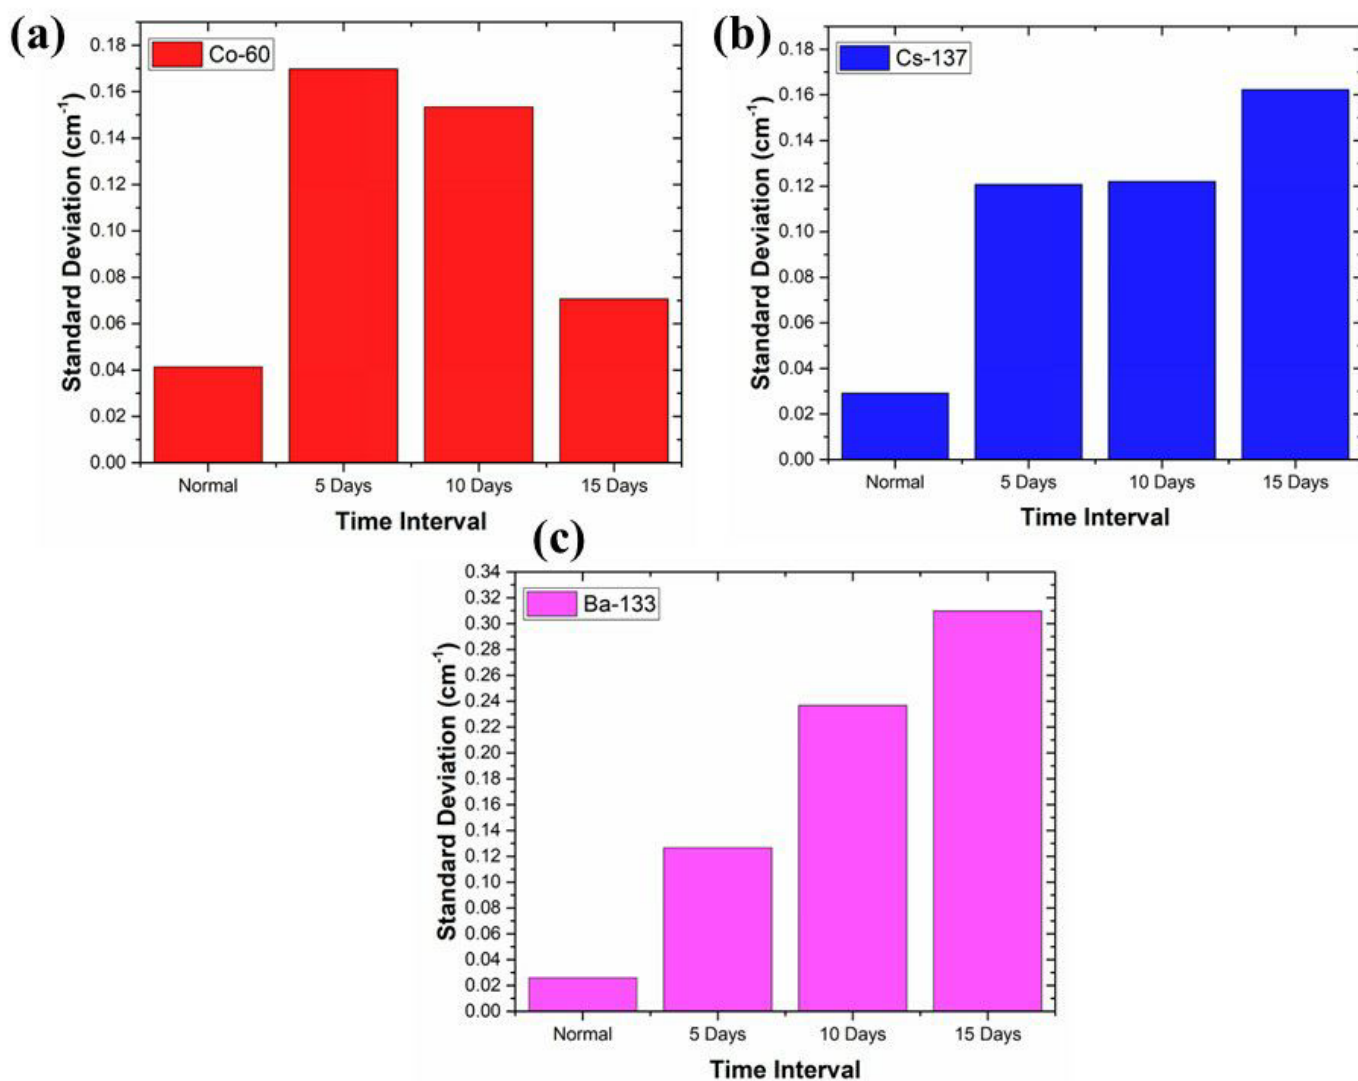 (a)
Co-60
Standard Deviation (cm⁻¹)
0.18
0.16
0.14
0.12
0.10
0.08
0.06
0.04
0.02
0.00
Normal 5 Days 10 Days 15 Days
Time Interval
(b)
Cs-137
Standard Deviation (cm⁻¹)
0.18
0.16
0.14
0.12
0.10
0.08
0.06
0.04
0.02
0.00
Normal 5 Days 10 Days 15 Days
Time Interval
(c)
Ba-133
Standard Deviation (cm⁻¹)
0.34
0.32
0.30
0.28
0.26
0.24
0.22
0.20
0.18
0.16
0.14
0.12
0.10
0.08
0.06
0.04
0.02
0.00
Normal 5 Days 10 Days 15 Days
Time Interval